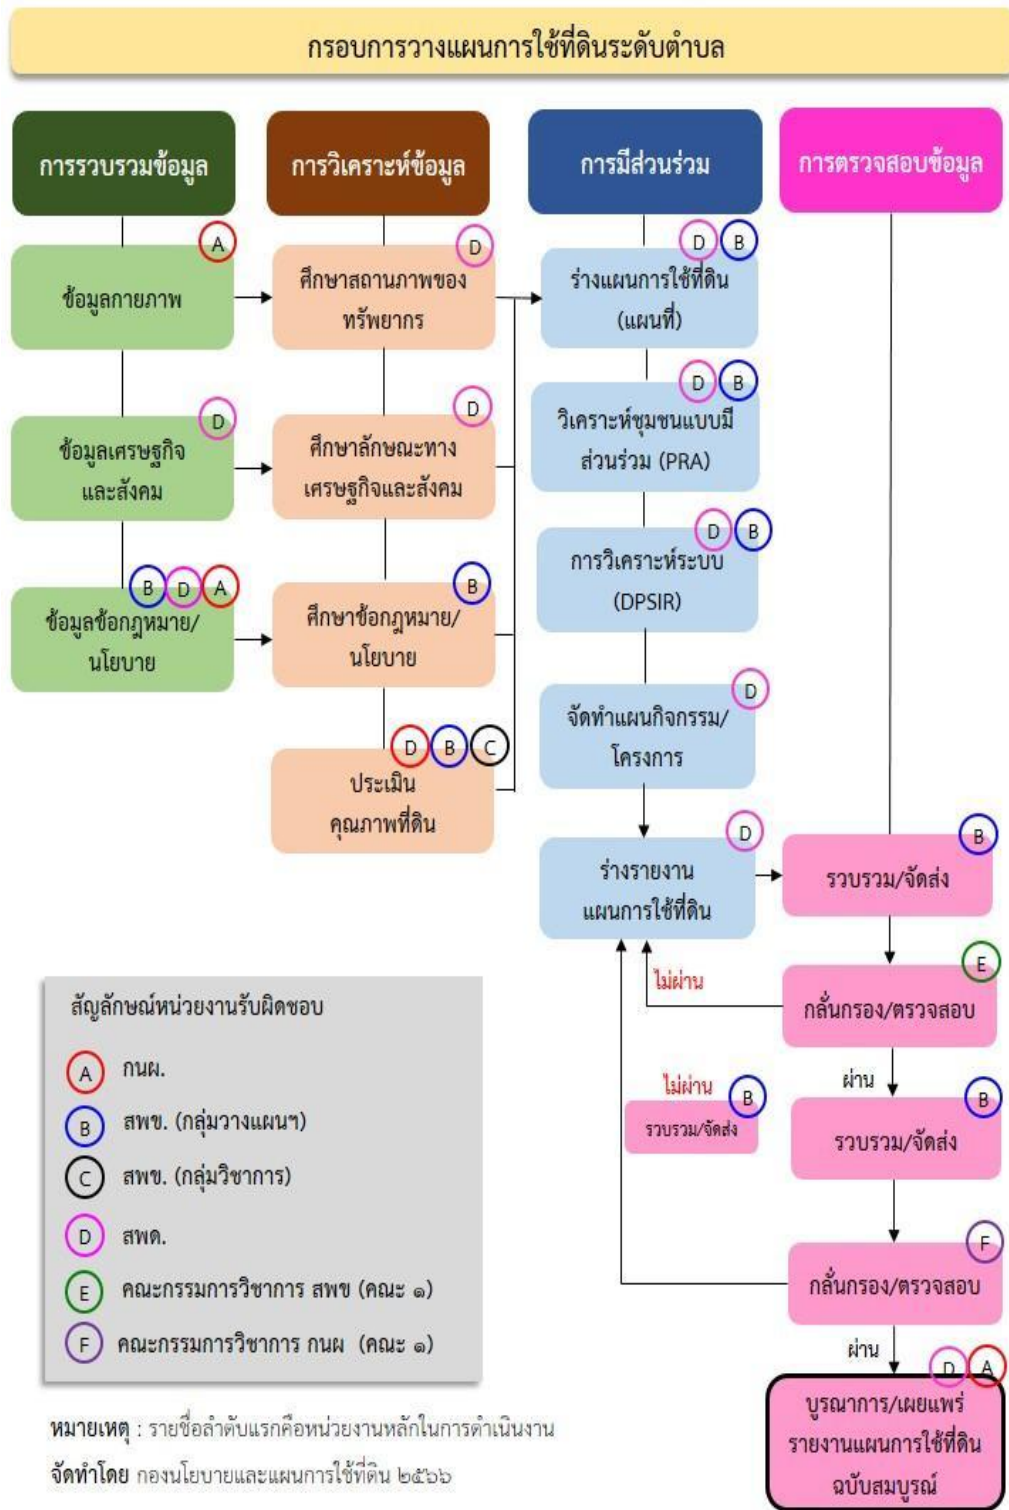 กรอบการวางแผนการใช้ที่ดินระดับตำบล
การรวบรวมข้อมูล
A
ข้อมูลกายภาพ
D
ข้อมูลเศรษฐกิจ
และสังคม
B D A
ข้อมูลข้อกฎหมาย/
นโยบาย
การวิเคราะห์ข้อมูล
D
ศึกษาสถานภาพของ
ทรัพยากร
D
ศึกษาลักษณะทาง
เศรษฐกิจและสังคม
B
ศึกษาข้อกฎหมาย/
นโยบาย
D B C
ประเมิน
คุณภาพที่ดิน
การมีส่วนร่วม
D B
ร่างแผนการใช้ที่ดิน
(แผนที่)
D B
วิเคราะห์ชุมชนแบบมี
ส่วนร่วม (PRA)
D B
การวิเคราะห์ระบบ
(DPSIR)
D
จัดทำแผนกิจกรรม/
โครงการ
D
ร่างรายงาน
แผนการใช้ที่ดิน
การตรวจสอบข้อมูล
B
รวบรวม/จัดส่ง
E
กลั่นกรอง/ตรวจสอบ
ไม่ผ่าน
ผ่าน
B
รวบรวม/จัดส่ง
ไม่ผ่าน
B
รวบรวม/จัดส่ง
F
กลั่นกรอง/ตรวจสอบ
ผ่าน
D A
บูรณาการ/เผยแพร่
รายงานแผนการใช้ที่ดิน
ฉบับสมบูรณ์
สัญลักษณ์หน่วยงานรับผิดชอบ
A กนผ.
B สพข. (กลุ่มวางแผนฯ)
C สพข. (กลุ่มวิชาการ)
D สพด.
E คณะกรรมการวิชาการ สพข (คณะ ๑)
F คณะกรรมการวิชาการ กนผ (คณะ ๑)
หมายเหตุ : รายชื่อลำดับแรกคือหน่วยงานหลักในการดำเนินงาน
จัดทำโดย กองนโยบายและแผนการใช้ที่ดิน ๒๕๖๖